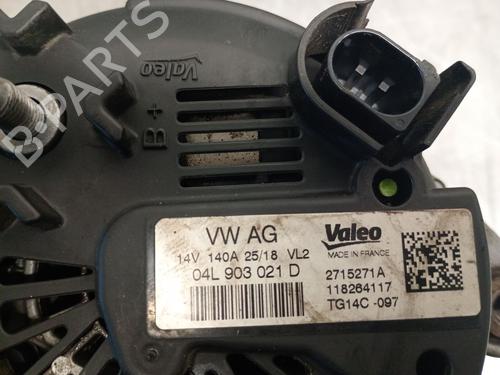 B-PARTS
Valeo
B+
VW AG
14V 140A 25/18 VL2
04L 903 021 D
Valeo
MADE IN FRANCE
2715271A
118264117
TG14C -097